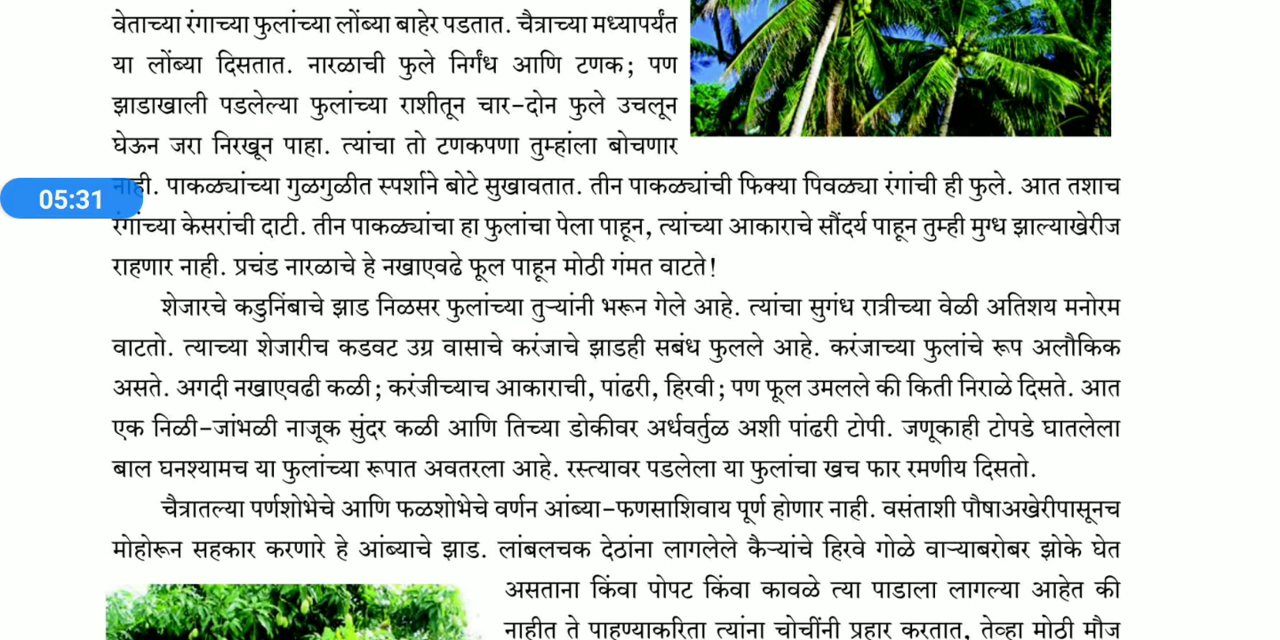 वेताच्या रंगाच्या फुलांच्या लोंब्या बाहेर पडतात. चैत्राच्या मध्यापर्यंत
या लोंब्या दिसतात. नारळाची फुले निर्गंध आणि टणक; पण
झाडाखाली पडलेल्या फुलांच्या राशीतून चार-दोन फुले उचलून
घेऊन जरा निरखून पाहा. त्यांचा तो टणकपणा तुम्हांला बोचणार
नाही. पाकळ्यांच्या गुळगुळीत स्पर्शाने बोटे सुखावतात. तीन पाकळ्यांची फिक्या पिवळ्या रंगांची ही फुले. आत तशाच
05:31
रंगांच्या केसरांची दाटी. तीन पाकळ्यांचा हा फुलांचा पेला पाहून, त्यांच्या आकाराचे सौंदर्य पाहून तुम्ही मुग्ध झाल्याखेरीज
राहणार नाही. प्रचंड नारळाचे हे नखाएवढे फूल पाहून मोठी गंमत वाटते!
शेजारचे कडुनिंबाचे झाड निळसर फुलांच्या तुऱ्यांनी भरून गेले आहे. त्यांचा सुगंध रात्रीच्या वेळी अतिशय मनोरम
वाटतो. त्याच्या शेजारीच कडवट उग्र वासाचे करंजाचे झाडही सबंध फुलले आहे. करंजाच्या फुलांचे रूप अलौकिक
असते. अगदी नखाएवढी कळी; करंजीच्याच आकाराची, पांढरी, हिरवी; पण फूल उमलले की किती निराळे दिसते. आत
एक निळी-जांभळी नाजूक सुंदर कळी आणि तिच्या डोकीवर अर्धवर्तुळ अशी पांढरी टोपी. जणूकाही टोपडे घातलेला
बाल घनश्यामच या फुलांच्या रूपात अवतरला आहे. रस्त्यावर पडलेला या फुलांचा खच फार रमणीय दिसतो.
चैत्रातल्या पर्णशोभेचे आणि फळशोभेचे वर्णन आंब्या-फणसाशिवाय पूर्ण होणार नाही. वसंताशी पौषाअखेरीपासूनच
मोहोरून सहकार करणारे हे आंब्याचे झाड. लांबलचक देठांना लागलेले कैऱ्यांचे हिरवे गोळे वाऱ्याबरोबर झोके घेत
असताना किंवा पोपट किंवा कावळे त्या पाडाला लागल्या आहेत की
नाहीत ते पाहण्याकरिता त्यांना चोचींनी प्रहार करतात, तेव्हा मोठी मौज